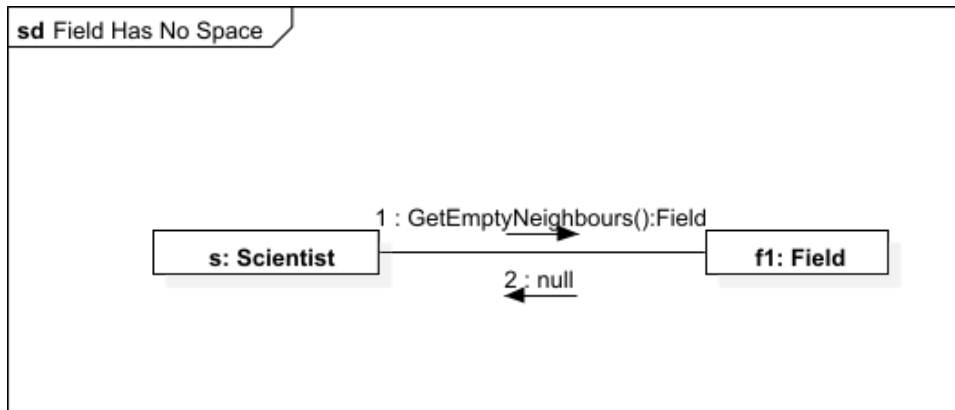 sd Field Has No Space
1 : GetEmptyNeighbours():Field
s: Scientist
f1: Field
2 : null